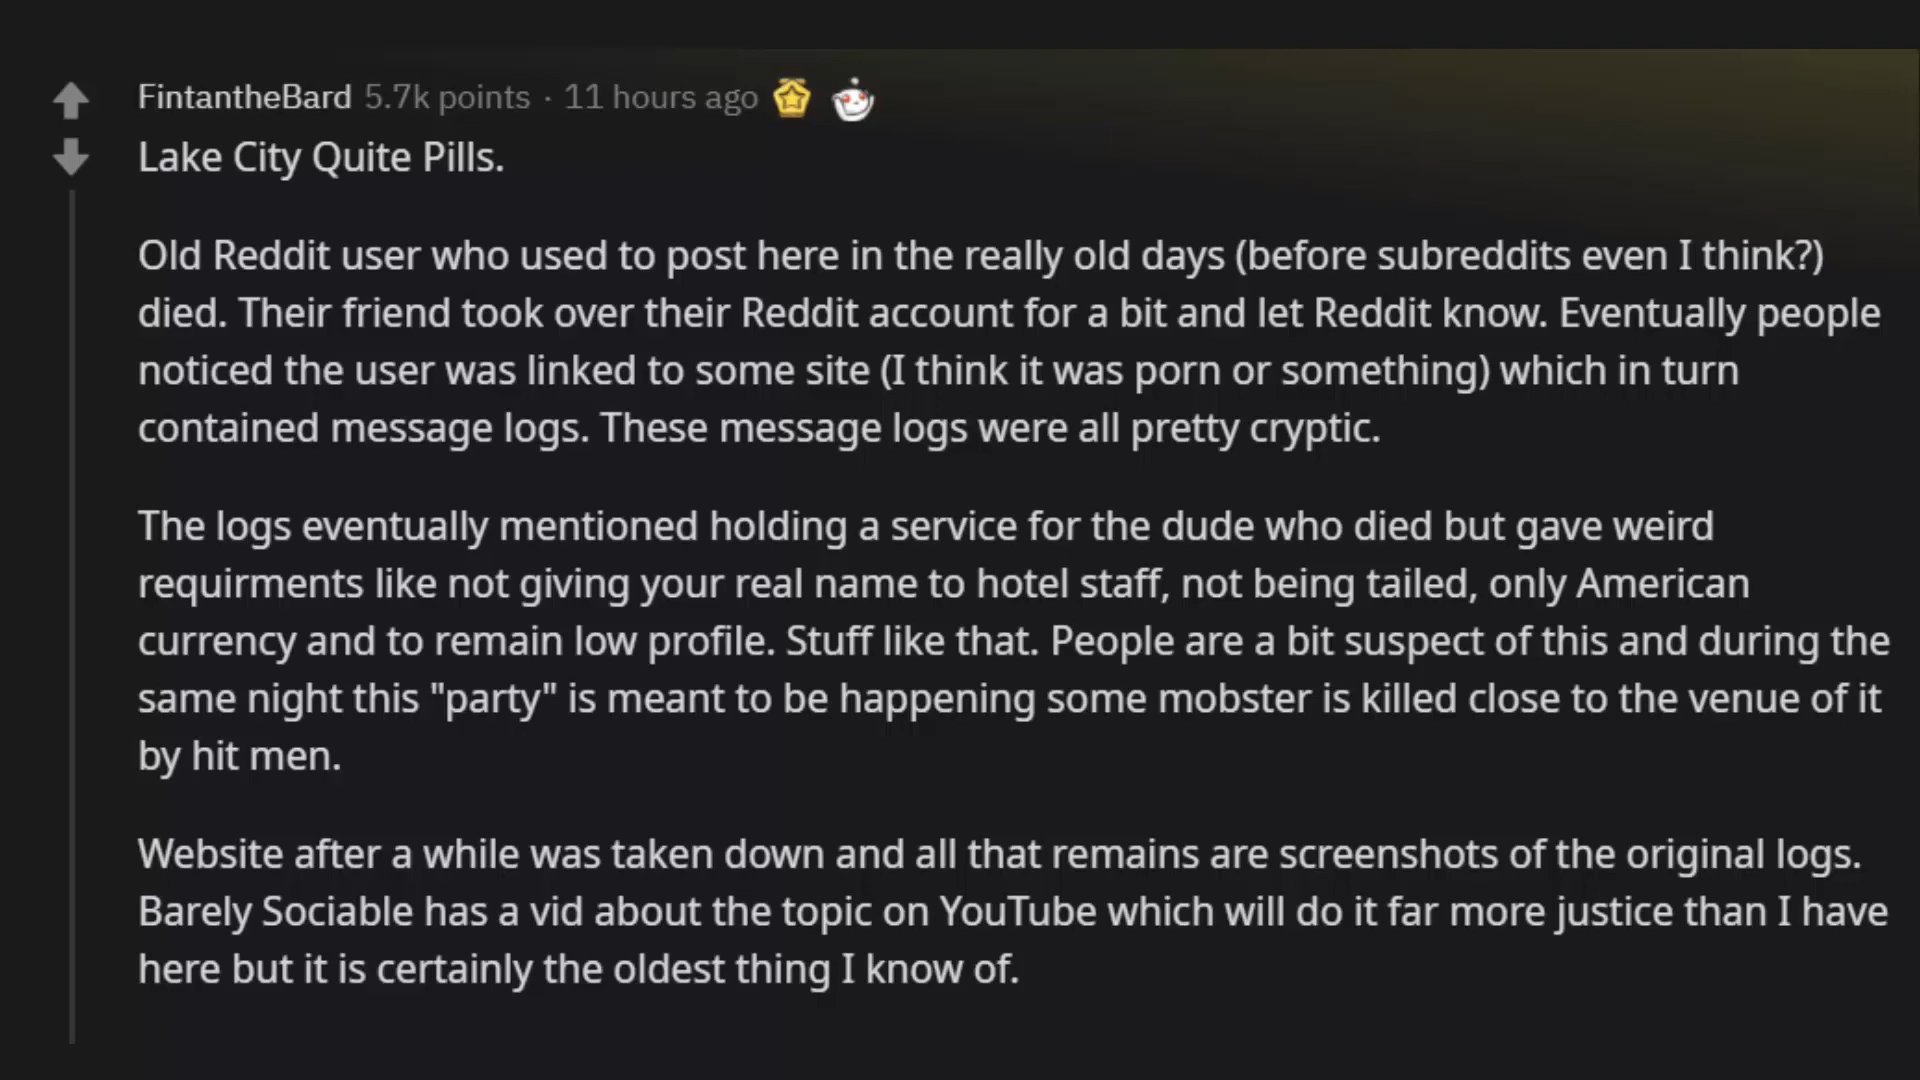 FintantheBard 5.7k points · 11 hours ago
Lake City Quite Pills.
Old Reddit user who used to post here in the really old days (before subreddits even I think?)
died. Their friend took over their Reddit account for a bit and let Reddit know. Eventually people
noticed the user was linked to some site (I think it was porn or something) which in turn
contained message logs. These message logs were all pretty cryptic.
The logs eventually mentioned holding a service for the dude who died but gave weird
requirments like not giving your real name to hotel staff, not being tailed, only American
currency and to remain low profile. Stuff like that. People are a bit suspect of this and during the
same night this "party" is meant to be happening some mobster is killed close to the venue of it
by hit men.
Website after a while was taken down and all that remains are screenshots of the original logs.
Barely Sociable has a vid about the topic on YouTube which will do it far more justice than I have
here but it is certainly the oldest thing I know of.